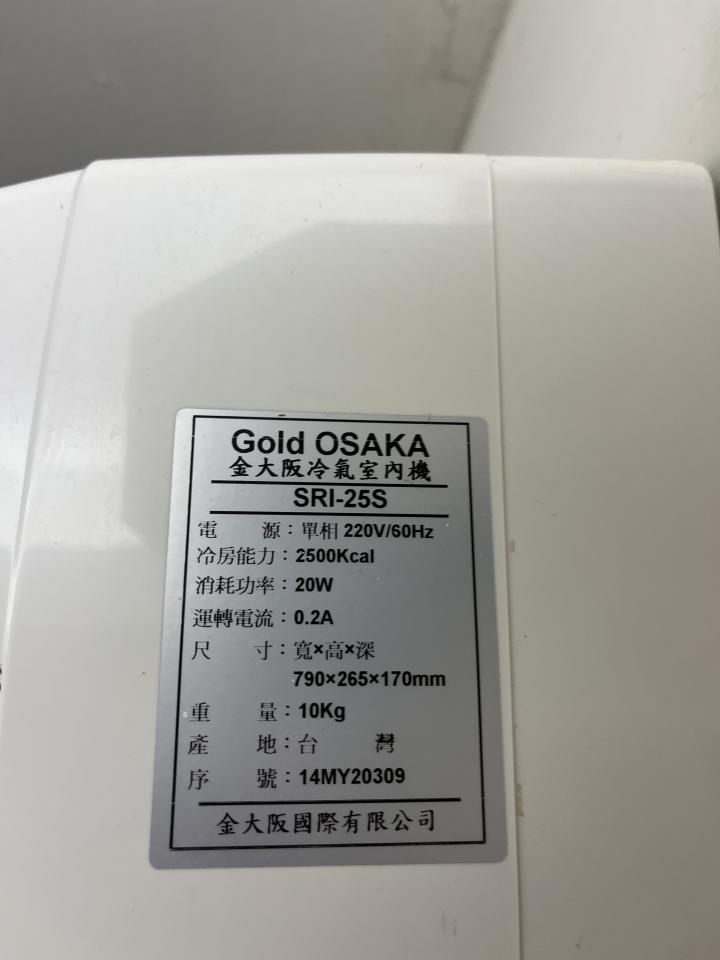 Gold OSAKA
金大阪冷氣室內機
SRI-25S
電 源：單相 220V/60Hz
冷房能力：2500Kcal
消耗功率：20W
運轉電流：0.2A
尺 寸：寬×高×深
790×265×170mm
重 量：10Kg
產 地：台 灣
序 號：14MY20309
金大阪國際有限公司